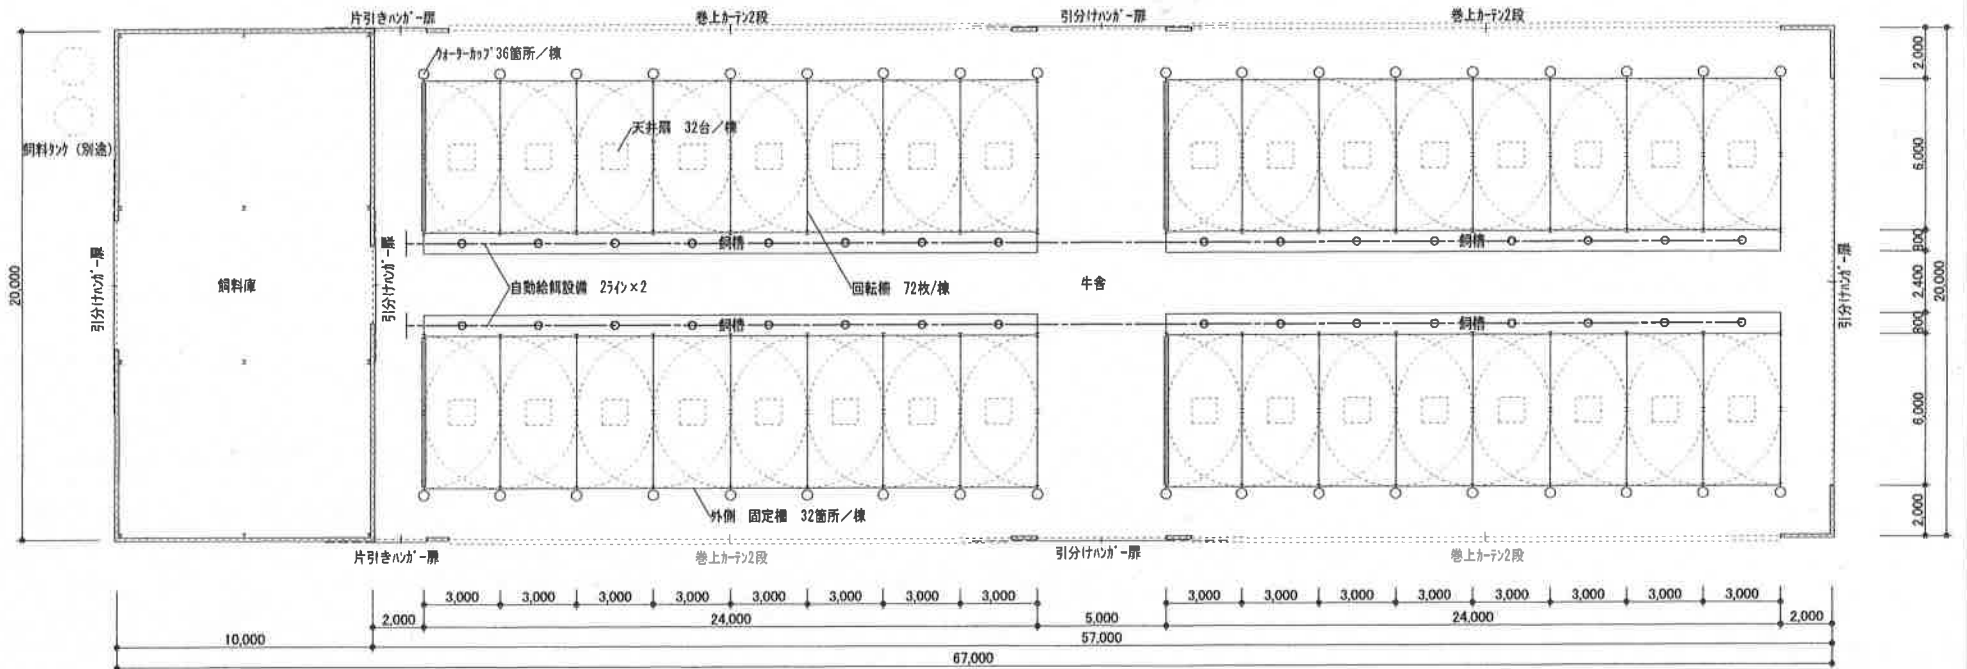 片引きハンガー扉
巻上カーテン2段
引分けハンガー扉
巻上カーテン2段
ウォーターカップ 36箇所/棟
2,000
天井扇 32台/棟
飼料タンク (別途)
6,000
飼槽
飼槽
800
引分けハンガー扉
飼料庫
引分けハンガー扉
自動給餌設備 2ライン×2
回転柵 72枚/棟
牛舎
2,400
引分けハンガー扉
20,000
20,000
飼槽
飼槽
800
6,000
外側 固定柵 32箇所/棟
2,000
片引きハンガー扉
巻上カーテン2段
引分けハンガー扉
巻上カーテン2段
3,000 3,000 3,000 3,000 3,000 3,000 3,000 3,000
3,000 3,000 3,000 3,000 3,000 3,000 3,000 3,000
2,000 24,000 5,000 24,000 2,000
10,000 57,000
67,000